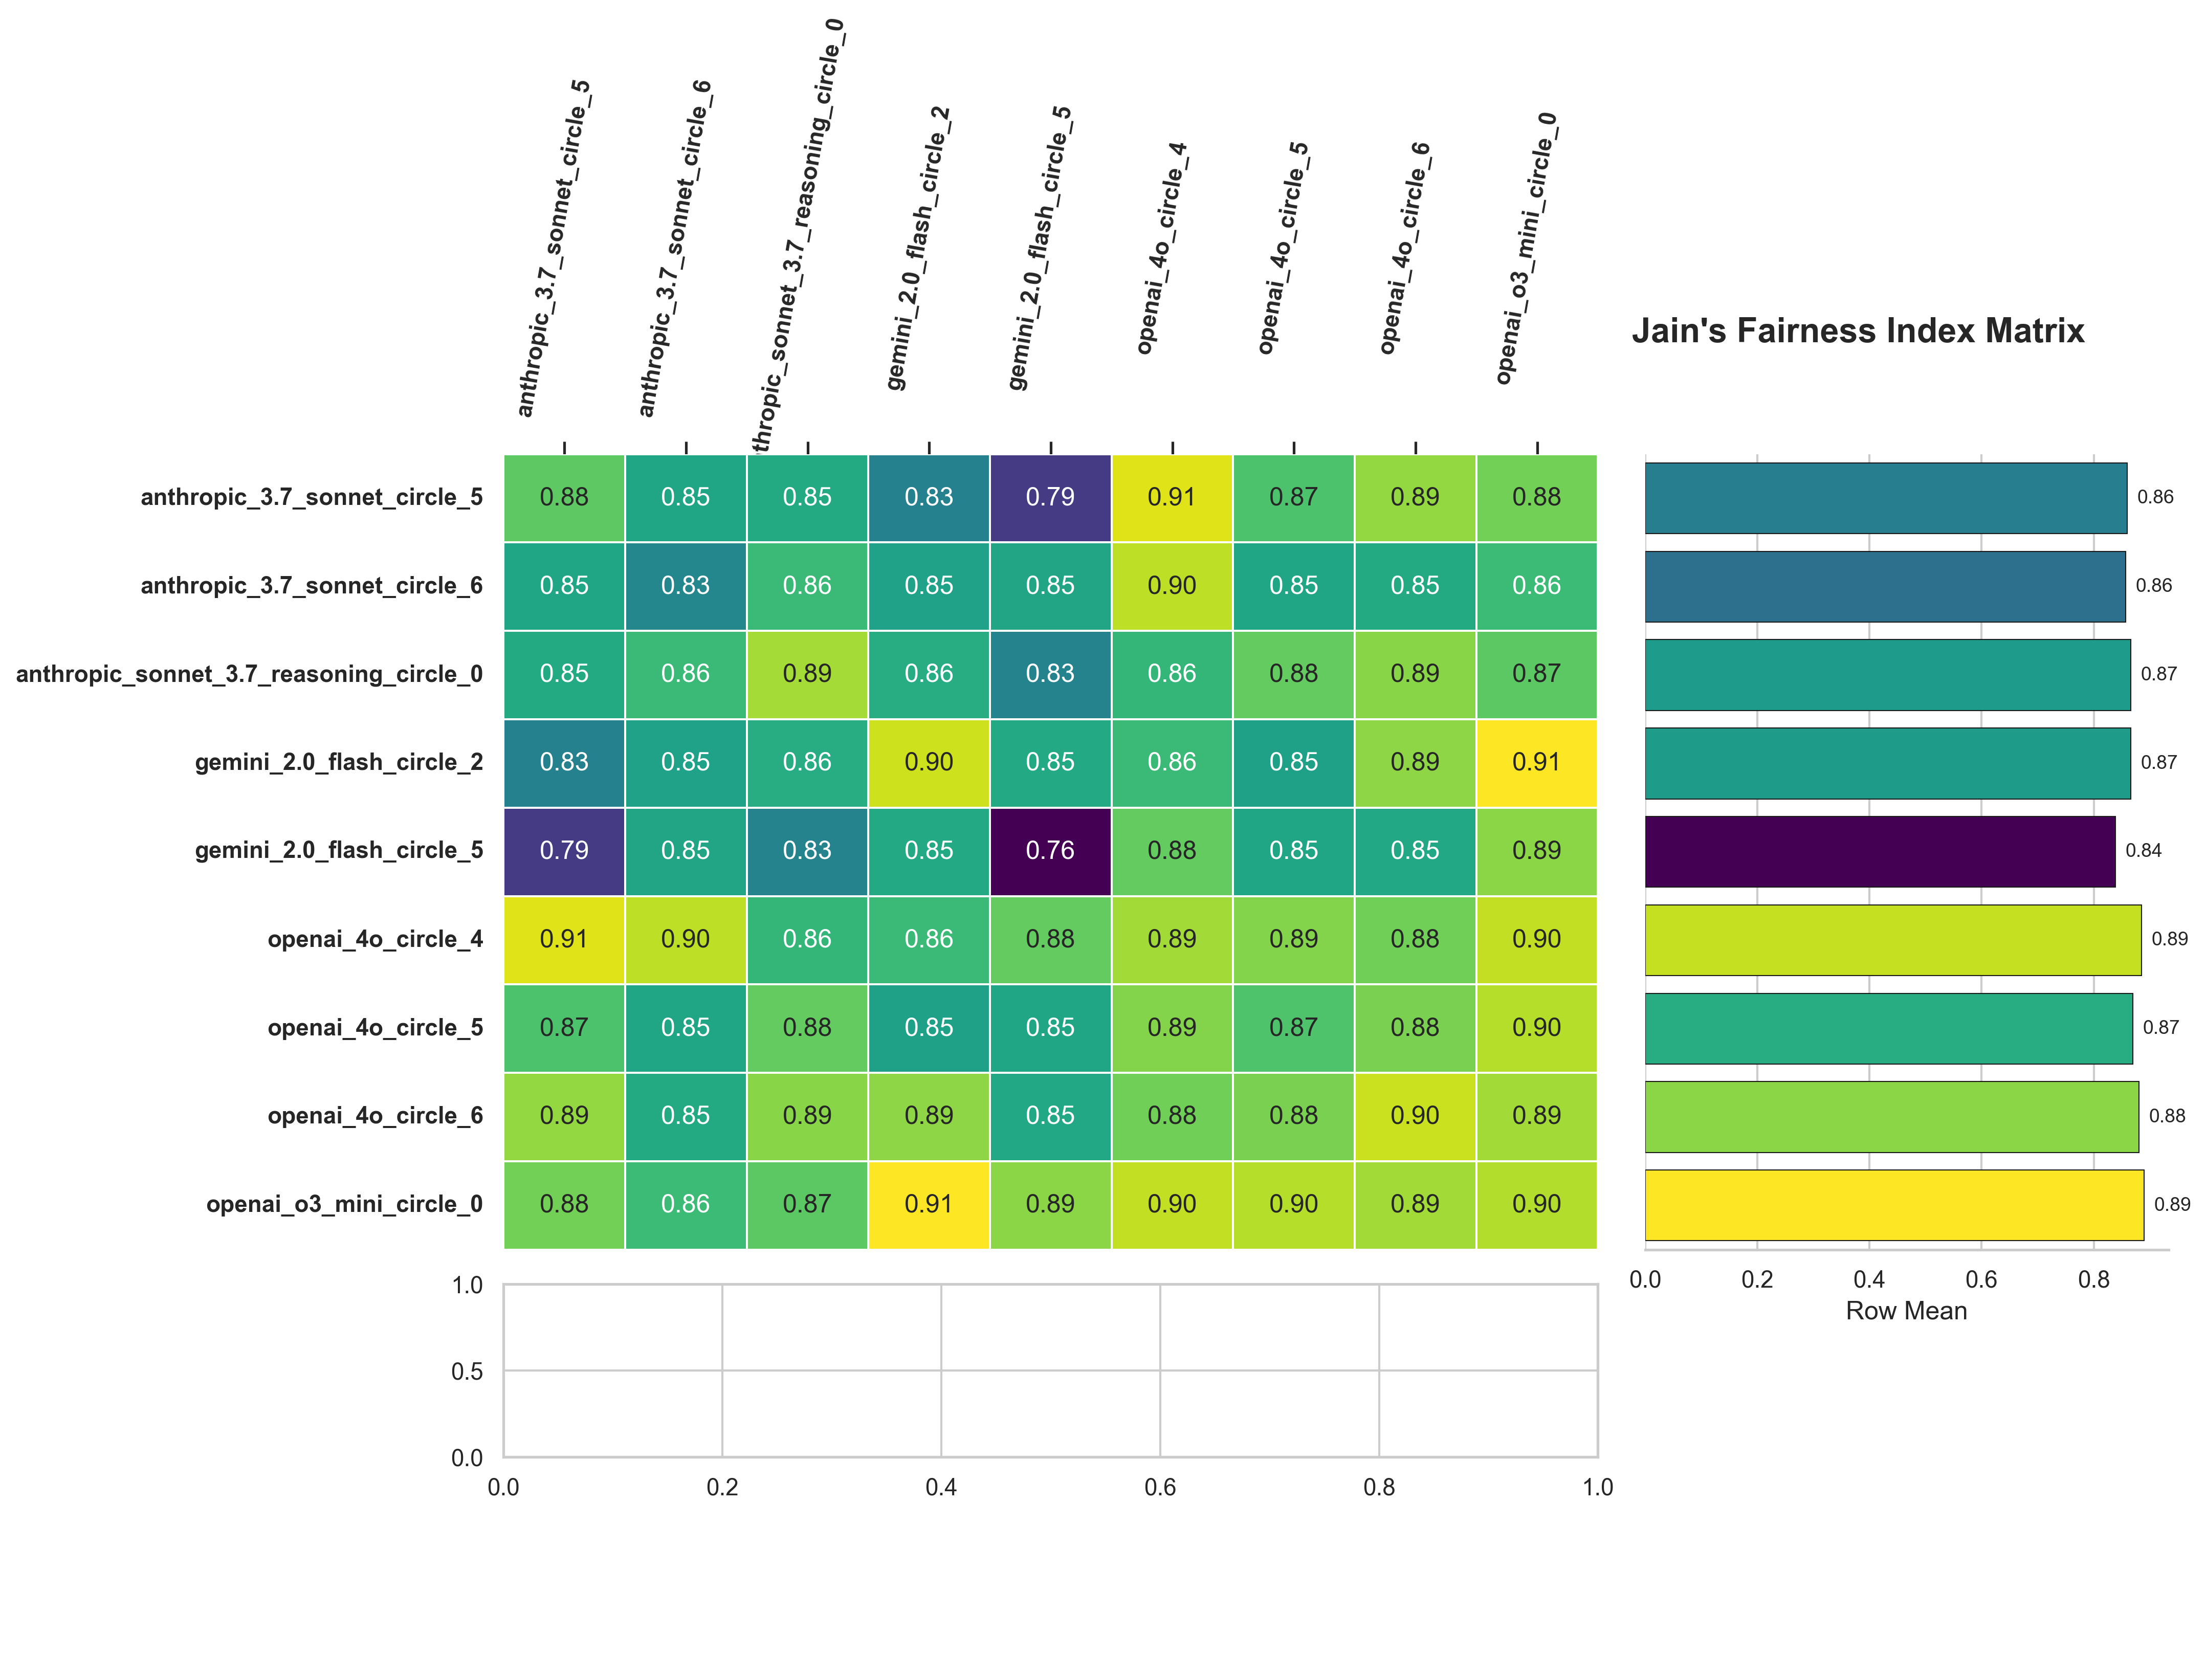 anthropic_3.7_sonnet_circle_5
anthropic_3.7_sonnet_circle_6
thropic_sonnet_3.7_reasoning_circle_0
gemini_2.0_flash_circle_2
gemini_2.0_flash_circle_5
openai_4o_circle_4
openai_4o_circle_5
openai_4o_circle_6
openai_o3_mini_circle_0
Jain's Fairness Index Matrix
anthropic_3.7_sonnet_circle_5 0.88 0.85 0.85 0.83 0.79 0.91 0.87 0.89 0.88 0.86
anthropic_3.7_sonnet_circle_6 0.85 0.83 0.86 0.85 0.85 0.90 0.85 0.85 0.86 0.86
anthropic_sonnet_3.7_reasoning_circle_0 0.85 0.86 0.89 0.86 0.83 0.86 0.88 0.89 0.87 0.87
gemini_2.0_flash_circle_2 0.83 0.85 0.86 0.90 0.85 0.86 0.85 0.89 0.91 0.87
gemini_2.0_flash_circle_5 0.79 0.85 0.83 0.85 0.76 0.88 0.85 0.85 0.89 0.84
openai_4o_circle_4 0.91 0.90 0.86 0.86 0.88 0.89 0.89 0.88 0.90 0.89
openai_4o_circle_5 0.87 0.85 0.88 0.85 0.85 0.89 0.87 0.88 0.90 0.87
openai_4o_circle_6 0.89 0.85 0.89 0.89 0.85 0.88 0.88 0.90 0.89 0.88
openai_o3_mini_circle_0 0.88 0.86 0.87 0.91 0.89 0.90 0.90 0.89 0.90 0.89
0.0 0.2 0.4 0.6 0.8
Row Mean
1.0
0.5
0.0
0.0 0.2 0.4 0.6 0.8 1.0